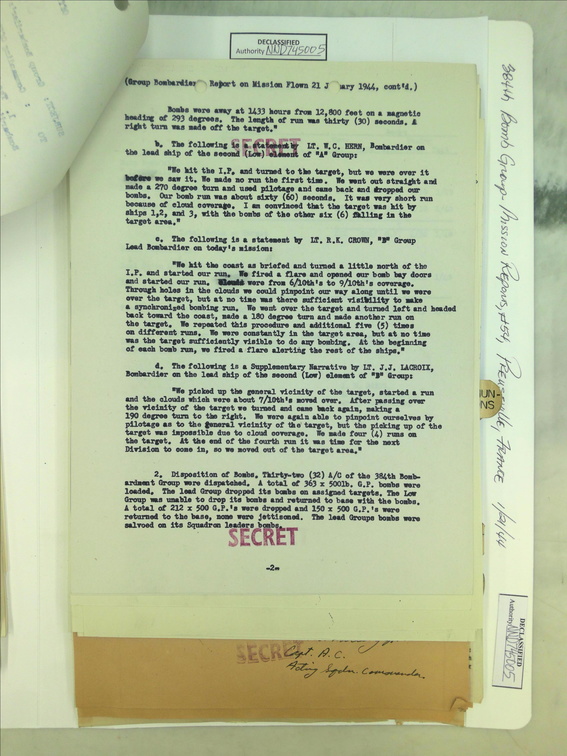 DECLASSIFIED
Authority NND745005
(Group Bombardier Report on Mission Flown 21 January 1944, cont'd.)
Bombs were away at 1433 hours from 12,800 feet on a magnetic
heading of 293 degrees. The length of run was thirty (30) seconds. A
right turn was made off the target."
SECRET
b. The following is a statement by LT. W.C. HERN, Bombardier on
the lead ship of the second (Low) element of "A" Group:
"We hit the I.P. and turned to the target, but we were over it
before we saw it. We made no run the first time. We went out straight and
made a 270 degree turn and used pilotage and came back and dropped our
bombs. Our bomb run was about sixty (60) seconds. It was very short run
because of cloud coverage. I am convinced that the target was hit by
ships 1,2, and 3, with the bombs of the other six (6) falling in the
target area."
c. The following is a statement by LT. R.K. CROWN, "B" Group
Lead Bombardier on today's mission:
"We hit the coast as briefed and turned a little north of the
I.P. and started our run. We fired a flare and opened our bomb bay doors
and started our run. Clouds were from 6/10th's to 9/10th's coverage.
Through holes in the clouds we could pinpoint our way along until we were
over the target, but at no time was there sufficient visibility to make
a synchronized bombing run. We went over the target and turned left and headed
back toward the coast, made a 180 degree turn and made another run on
the target. We repeated this procedure and additional five (5) times
on different runs. We were constantly in the target area, but at no time
was the target sufficiently visible to do any bombing. At the beginning
of each bomb run, we fired a flare alerting the rest of the ships."
d. The following is a Supplementary Narrative by LT. J.J. LACROIX,
Bombardier on the lead ship of the second (Low) element of "B" Group:
"We picked up the general vicinity of the target, started a run
and the clouds which were about 7/10th's moved over. After passing over
the vicinity of the target we turned and came back again, making a
190 degree turn to the right. We were again able to pinpoint ourselves by
pilotage as to the general vicinity of the target, but the picking up of the
target was impossible due to cloud coverage. We made four (4) runs on
the target. At the end of the fourth run it was time for the next
Division to come in, so we moved out of the target area."
2. Disposition of Bombs. Thirty-two (32) A/C of the 384th Bomb-
ardment Group were dispatched. A total of 363 x 500lb. G.P. bombs were
loaded. The lead Group dropped its bombs on assigned targets. The Low
Group was unable to drop its bombs and returned to base with the bombs.
A total of 212 x 500 G.P.'s were dropped and 150 x 500 G.P.'s were
returned to the base, none were jettisoned. The lead Groups bombs were
salvoed on its Squadron leaders bombs.
SECRET
-2-
SECRET
Capt. A.C.
Acting Sqdn. Commander.
384th Bomb Group - Mission Reports, #54, FRANCE 1/21/44
DECLASSIFIED
Authority NND745005